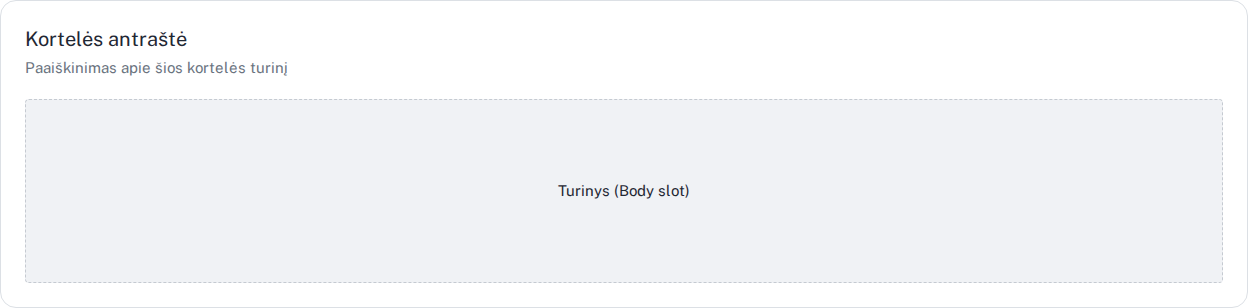 Kortelės antraštė
Paaiškinimas apie šios kortelės turinį
Turinys (Body slot)